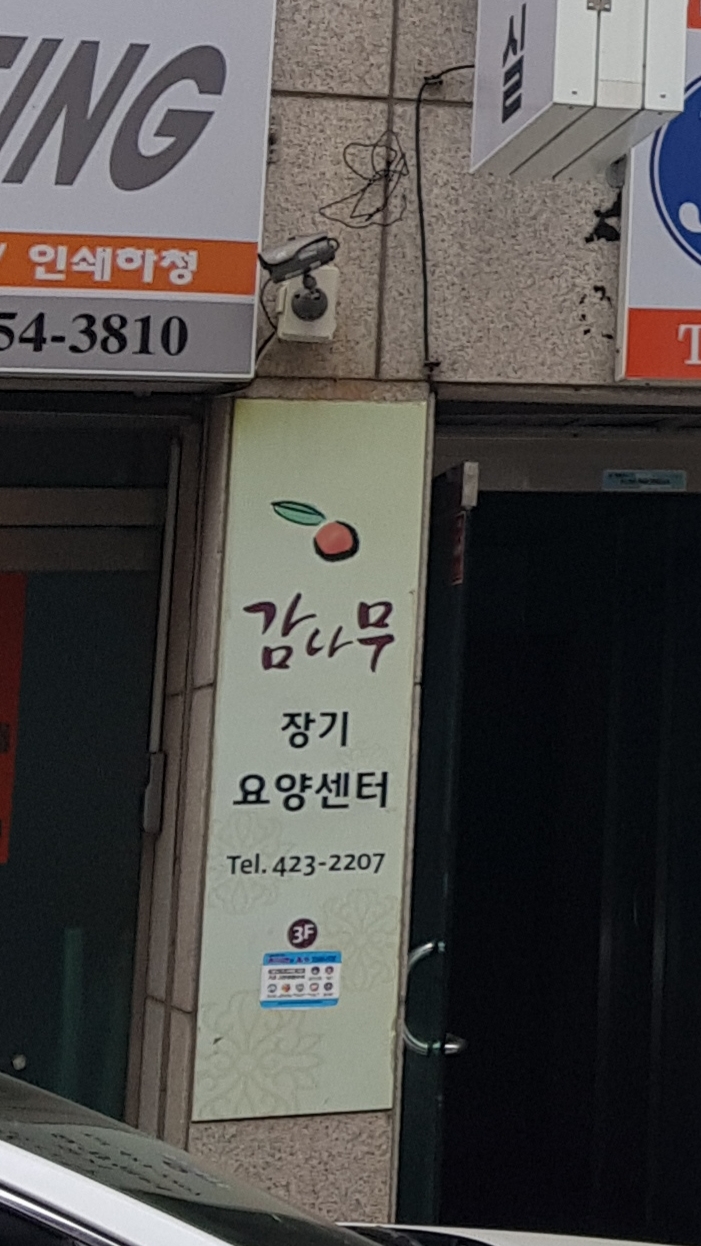 TING
/ 인쇄하청
54-3810
실
T
감나무
장기
요양센터
Tel. 423-2207
3F